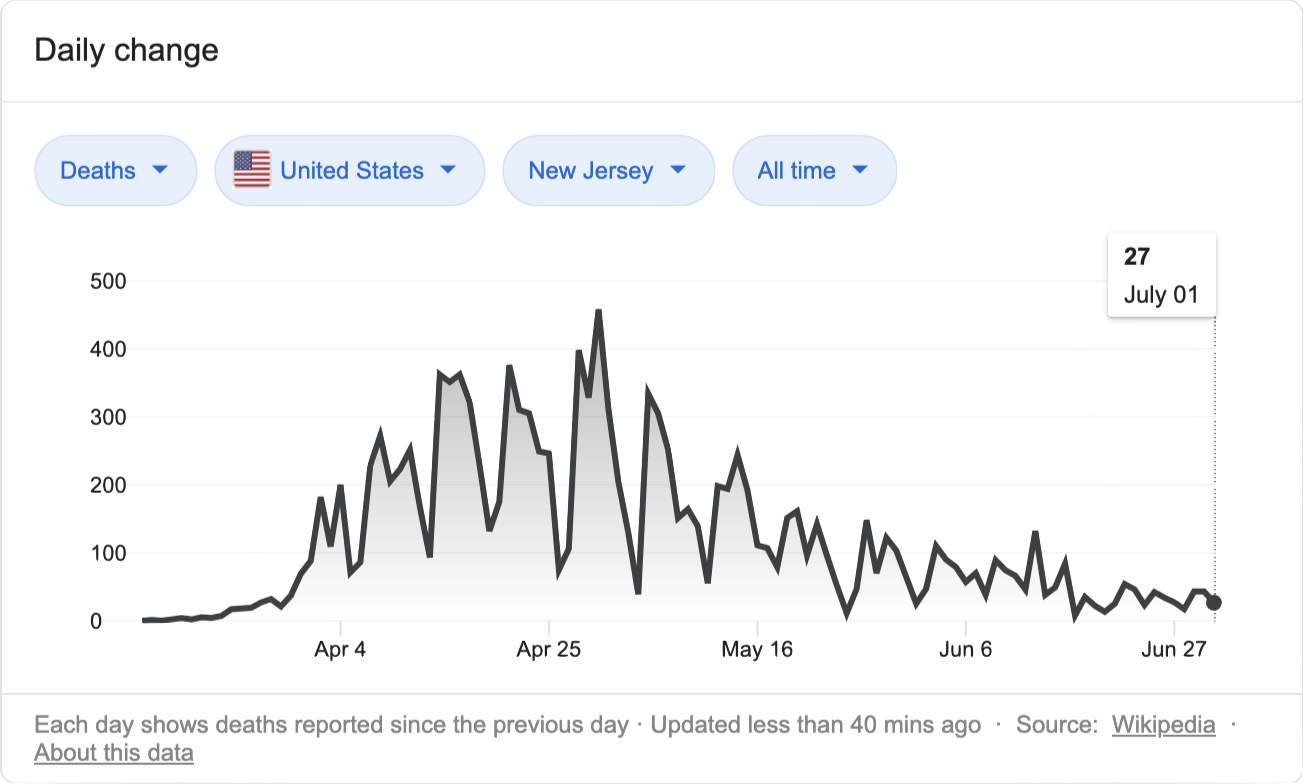 Daily change
Deaths
United States
New Jersey
All time
27
July 01
500
400
300
200
100
0
Apr 4
Apr 25
May 16
Jun 6
Jun 27
Each day shows deaths reported since the previous day · Updated less than 40 mins ago · Source: Wikipedia ·
About this data